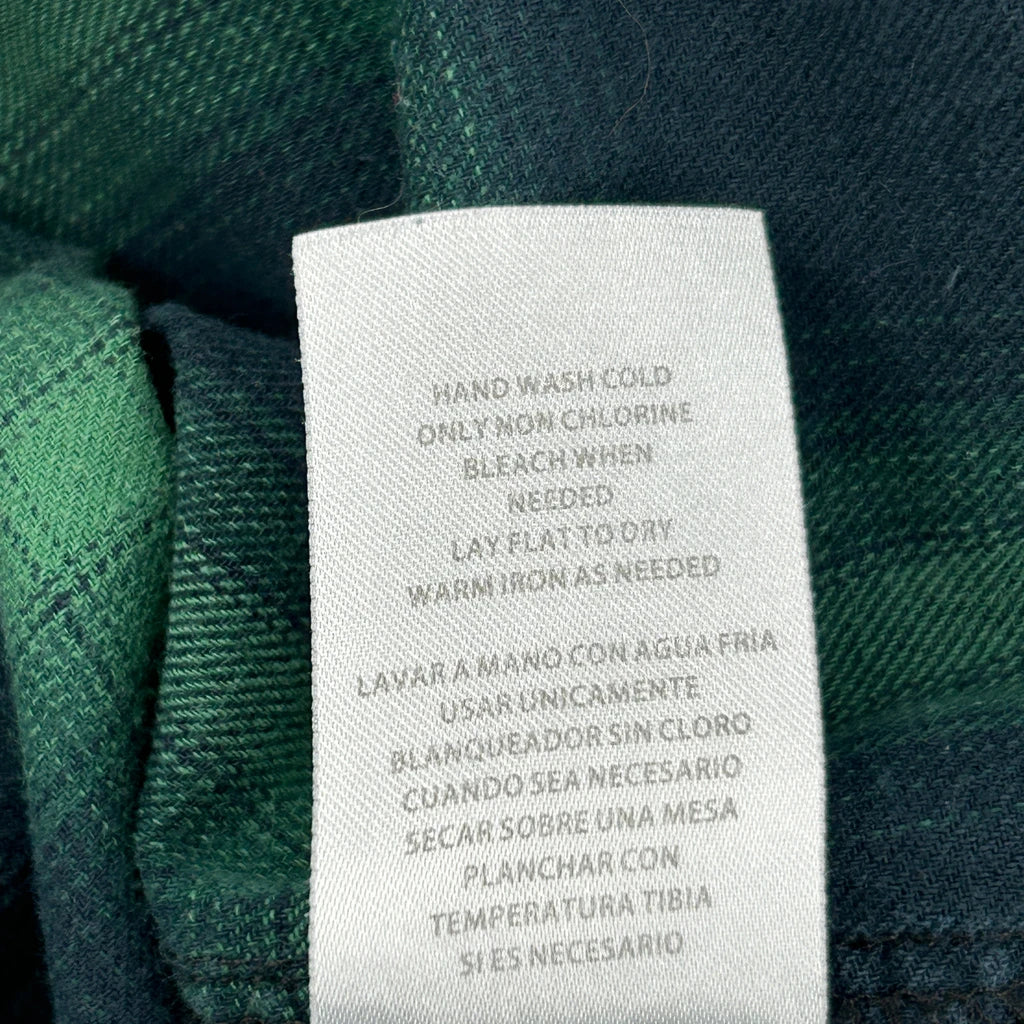 HAND WASH COLD
ONLY NON CHLORINE
BLEACH WHEN
NEEDED
LAY FLAT TO DRY
WARM IRON AS NEEDED
LAVAR A MANO CON AGUA FRIA
USAR UNICAMENTE
BLANQUEADOR SIN CLORO
CUANDO SEA NECESARIO
SECAR SOBRE UNA MESA
PLANCHAR CON
TEMPERATURA TIBIA
SI ES NECESARIO